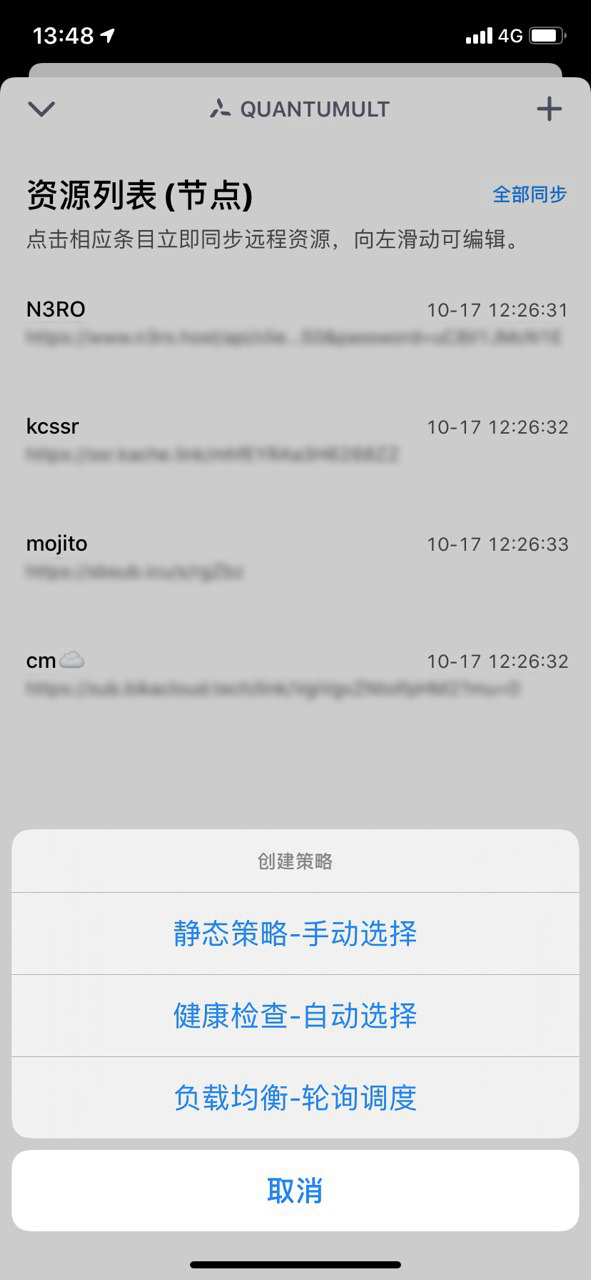 13:48
4G
QUANTUMULT
资源列表 (节点)
全部同步
点击相应条目立即同步远程资源，向左滑动可编辑。
N3RO
10-17 12:26:31
kcssr
10-17 12:26:32
mojito
10-17 12:26:33
cm☁️
10-17 12:26:32
创建策略
静态策略-手动选择
健康检查-自动选择
负载均衡-轮询调度
取消